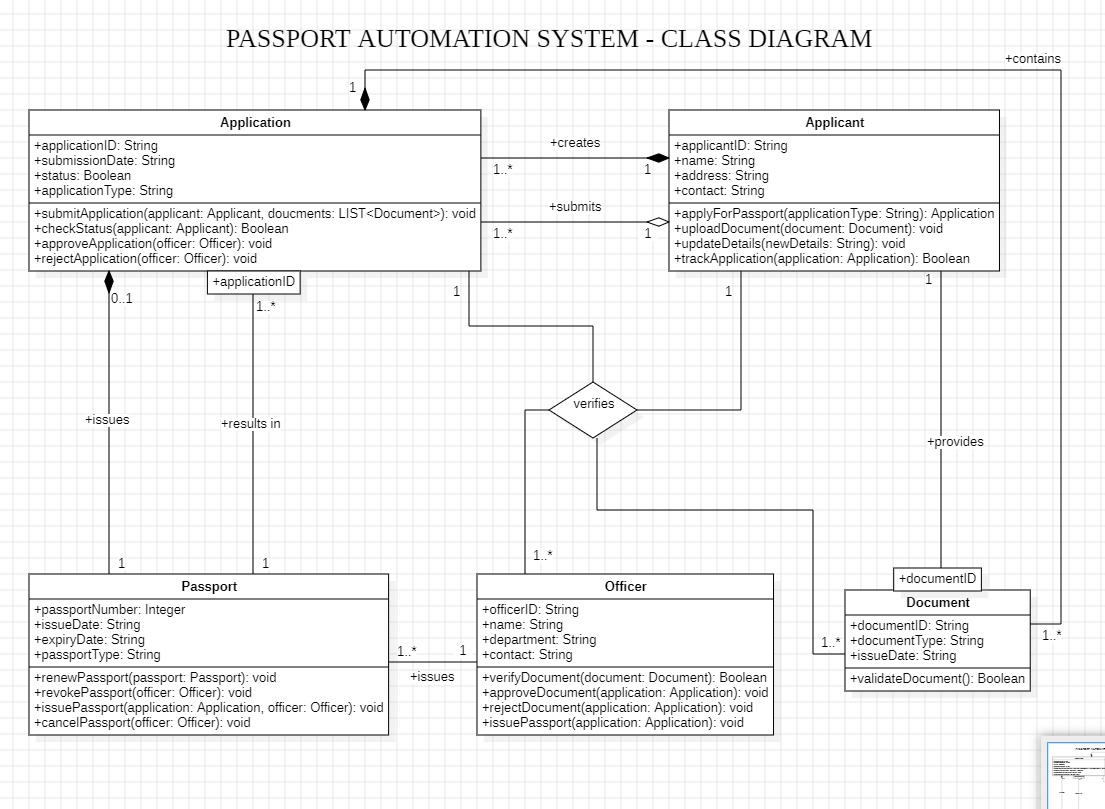 PASSPORT AUTOMATION SYSTEM - CLASS DIAGRAM
+contains
1
Application
+applicationID: String
+submissionDate: String
+status: Boolean
+applicationType: String
+submitApplication(applicant: Applicant, doucments: LIST<Document>): void
+checkStatus(applicant: Applicant): Boolean
+approveApplication(officer: Officer): void
+rejectApplication(officer: Officer): void
+creates
1..*
1
+submits
1..*
1
Applicant
+applicantID: String
+name: String
+address: String
+contact: String
+applyForPassport(applicationType: String): Application
+uploadDocument(document: Document): void
+updateDetails(newDetails: String): void
+trackApplication(application: Application): Boolean
+applicationID
0..1
1..*
1
1
1
verifies
+issues
+results in
+provides
1
1
1..*
+documentID
Passport
+passportNumber: Integer
+issueDate: String
+expiryDate: String
+passportType: String
+renewPassport(passport: Passport): void
+revokePassport(officer: Officer): void
+issuePassport(application: Application, officer: Officer): void
+cancelPassport(officer: Officer): void
1..*
1
+issues
Officer
+officerID: String
+name: String
+department: String
+contact: String
+verifyDocument(document: Document): Boolean
+approveDocument(application: Application): void
+rejectDocument(application: Application): void
+issuePassport(application: Application): void
1..*
Document
+documentID: String
+documentType: String
+issueDate: String
+validateDocument(): Boolean
1..*